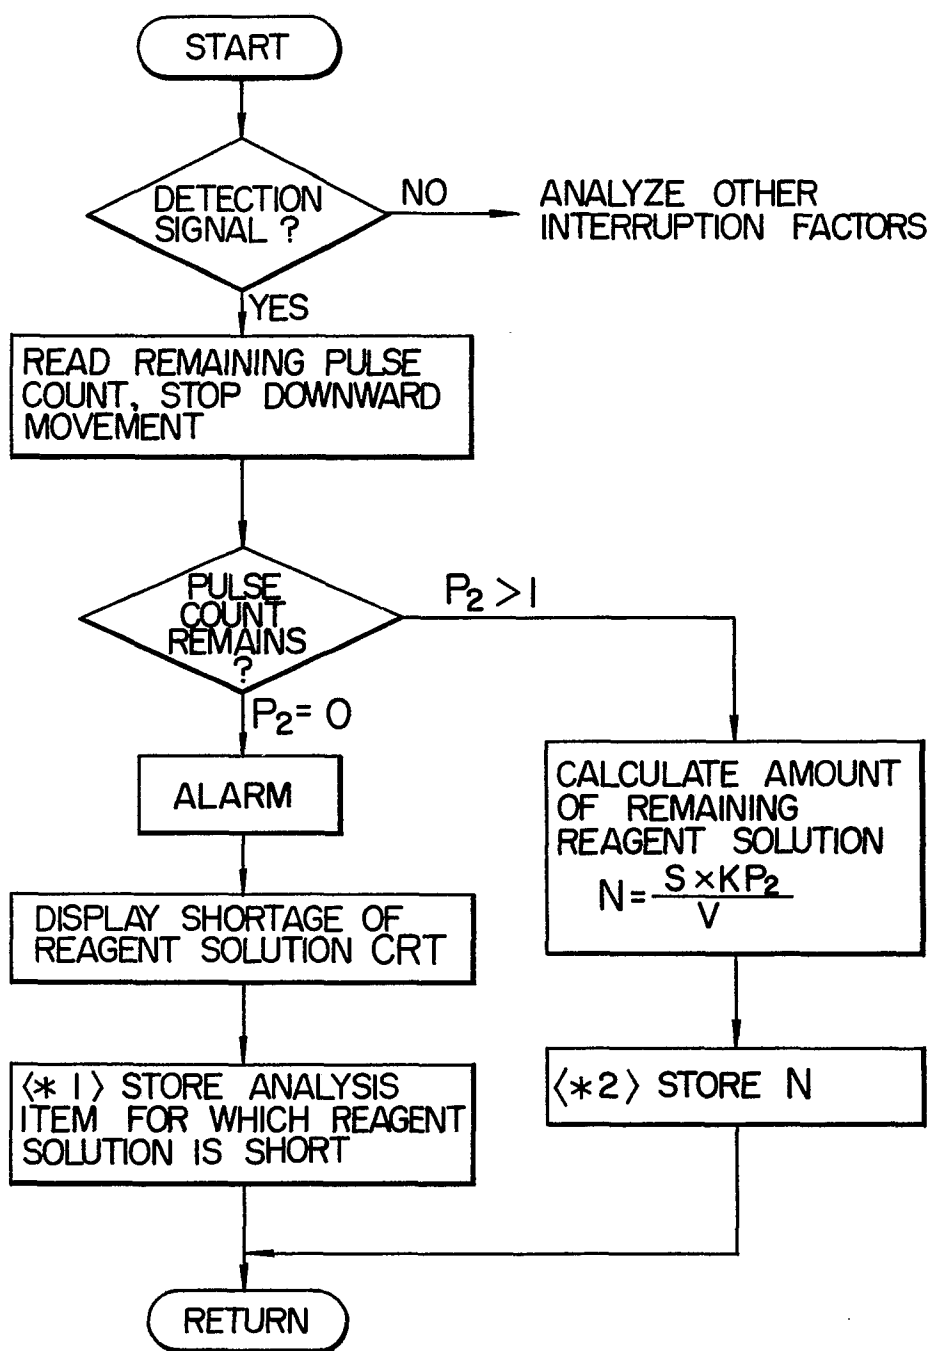 START
DETECTION
SIGNAL ?
NO
ANALYZE OTHER
INTERRUPTION FACTORS
YES
READ REMAINING PULSE
COUNT, STOP DOWNWARD
MOVEMENT
PULSE
COUNT
REMAINS
?
P₂ > 1
P₂ = 0
ALARM
CALCULATE AMOUNT
OF REMAINING
REAGENT SOLUTION
N = S × KP₂ / V
DISPLAY SHORTAGE OF
REAGENT SOLUTION CRT
⟨* 1⟩ STORE ANALYSIS
ITEM FOR WHICH REAGENT
SOLUTION IS SHORT
⟨*2⟩ STORE N
RETURN